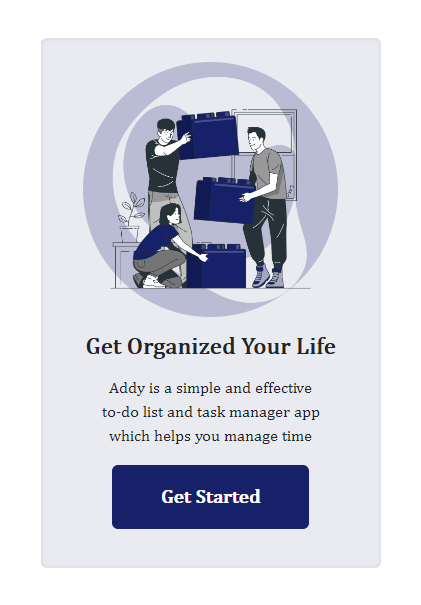 Get Organized Your Life
Addy is a simple and effective
to-do list and task manager app
which helps you manage time
Get Started